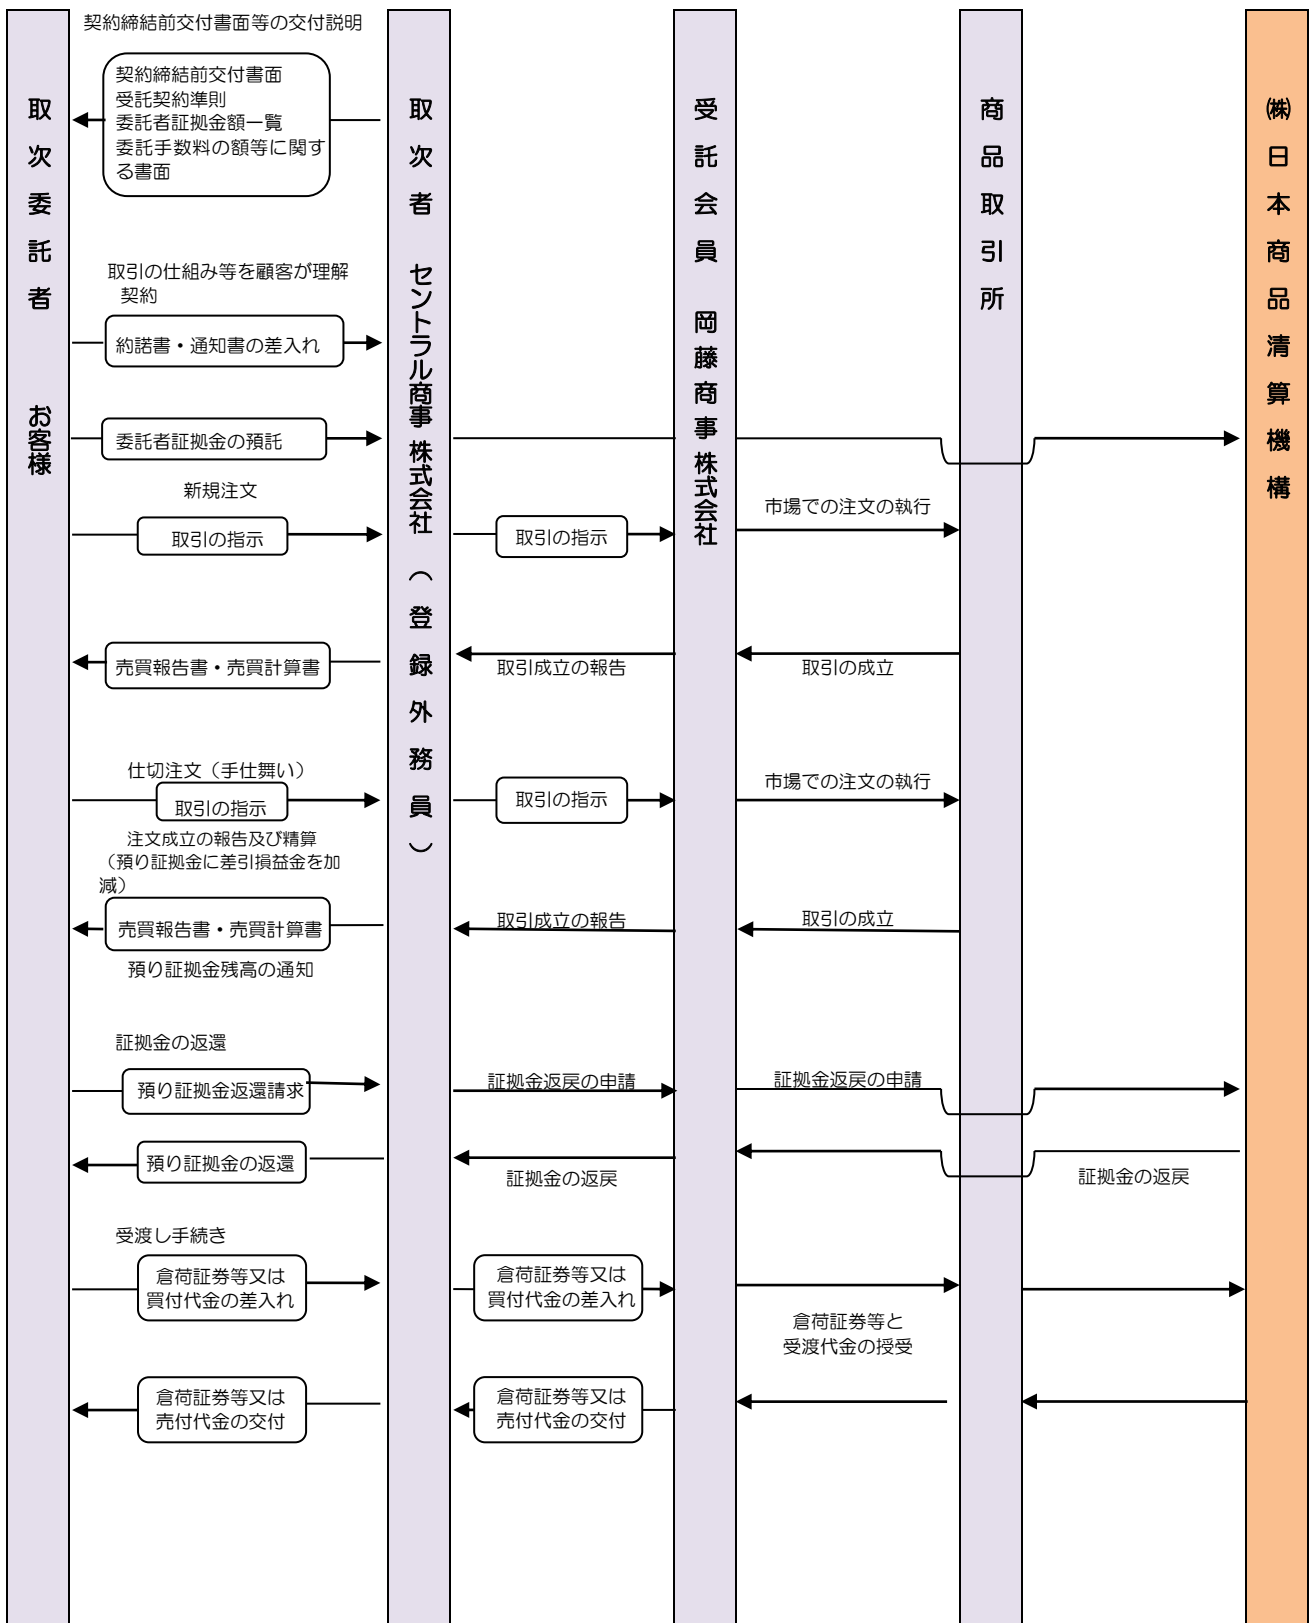 契約締結前交付書面等の交付説明
取次委託者　お客様
取次者　セントラル商事株式会社（登録外務員）
受託会員　岡藤商事株式会社
商品取引所
㈱日本商品清算機構
契約締結前交付書面
受託契約準則
委託者証拠金額一覧
委託手数料の額等に関す
る書面
取引の仕組み等を顧客が理解
契約
約諾書・通知書の差入れ
委託者証拠金の預託
新規注文
取引の指示
取引の指示
市場での注文の執行
売買報告書・売買計算書
取引成立の報告
取引の成立
仕切注文（手仕舞い）
取引の指示
取引の指示
市場での注文の執行
注文成立の報告及び精算
（預り証拠金に差引損益金を加
減）
売買報告書・売買計算書
取引成立の報告
取引の成立
預り証拠金残高の通知
証拠金の返還
預り証拠金返還請求
証拠金返戻の申請
証拠金返戻の申請
預り証拠金の返還
証拠金の返戻
証拠金の返戻
受渡し手続き
倉荷証券等又は
買付代金の差入れ
倉荷証券等又は
買付代金の差入れ
倉荷証券等と
受渡代金の授受
倉荷証券等又は
売付代金の交付
倉荷証券等又は
売付代金の交付